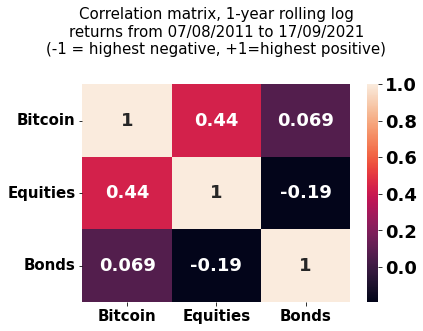 Correlation matrix, 1-year rolling log
returns from 07/08/2011 to 17/09/2021
(-1 = highest negative, +1=highest positive)
Bitcoin 1 0.44 0.069
Equities 0.44 1 -0.19
Bonds 0.069 -0.19 1
Bitcoin Equities Bonds
1.0
0.8
0.6
0.4
0.2
0.0